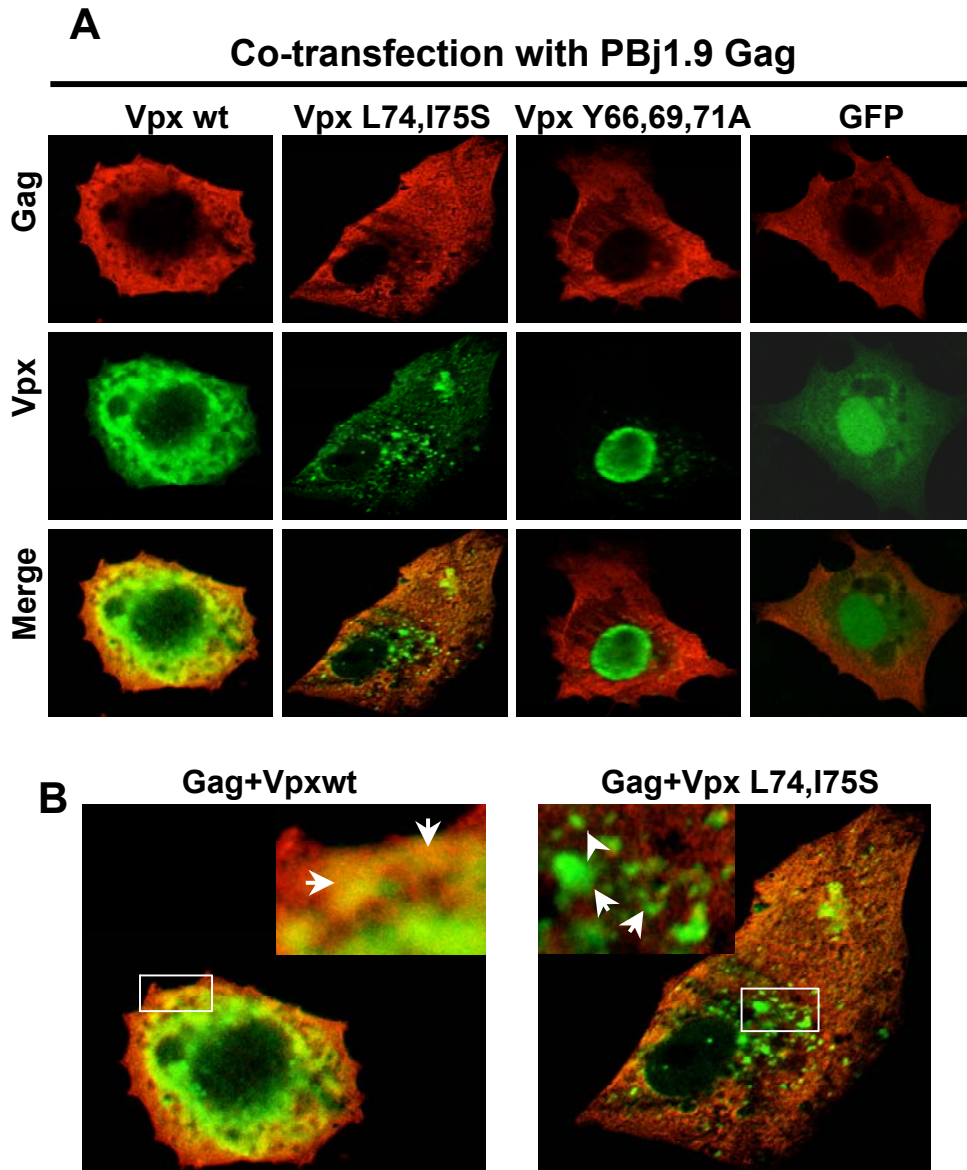 A
Co-transfection with PBj1.9 Gag
Vpx wt Vpx L74,I75S Vpx Y66,69,71A GFP
Gag
Vpx
Merge
B
Gag+Vpxwt Gag+Vpx L74,I75S